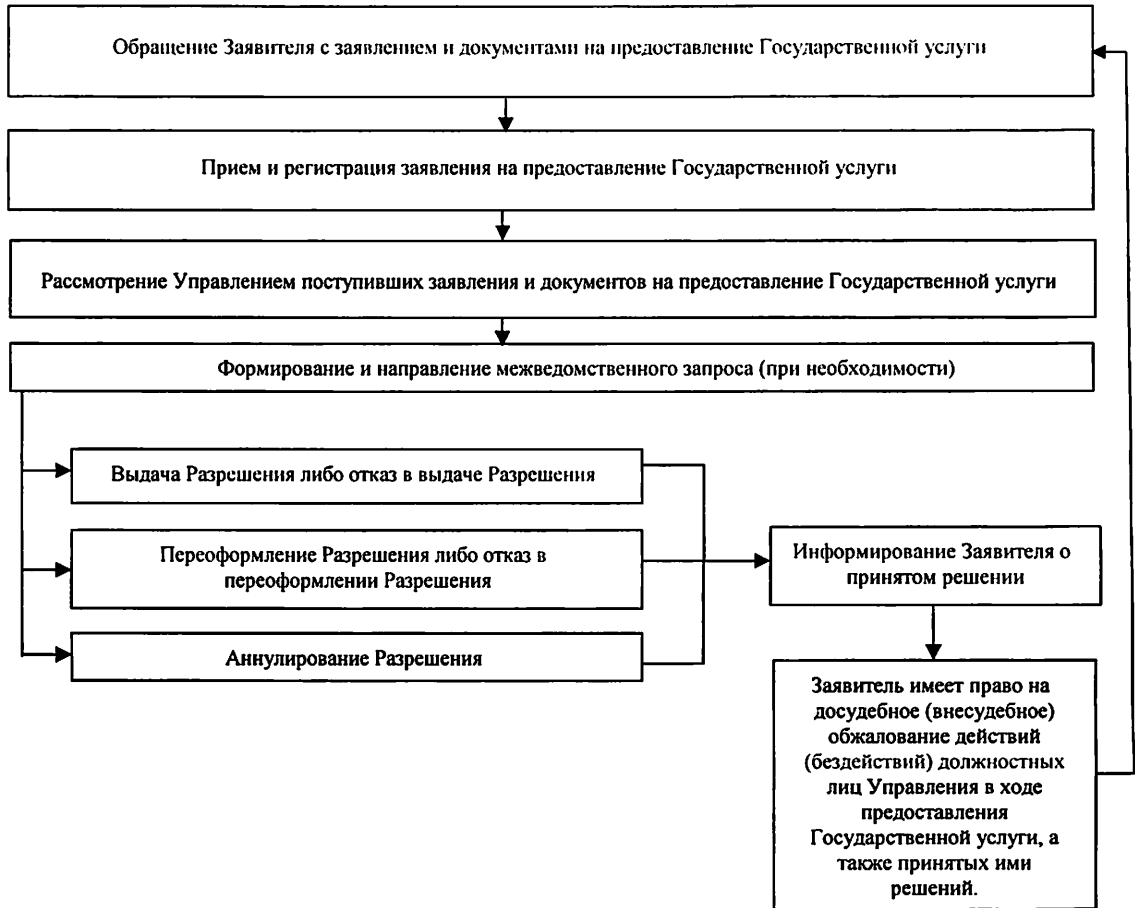 Обращение Заявителя с заявлением и документами на предоставление Государственной услуги
Прием и регистрация заявления на предоставление Государственной услуги
Рассмотрение Управлением поступивших заявления и документов на предоставление Государственной услуги
Формирование и направление межведомственного запроса (при необходимости)
Выдача Разрешения либо отказ в выдаче Разрешения
Переоформление Разрешения либо отказ в
переоформлении Разрешения
Аннулирование Разрешения
Информирование Заявителя о
принятом решении
Заявитель имеет право на
досудебное (внесудебное)
обжалование действий
(бездействий) должностных
лиц Управления в ходе
предоставления
Государственной услуги, а
также принятых ими
решений.